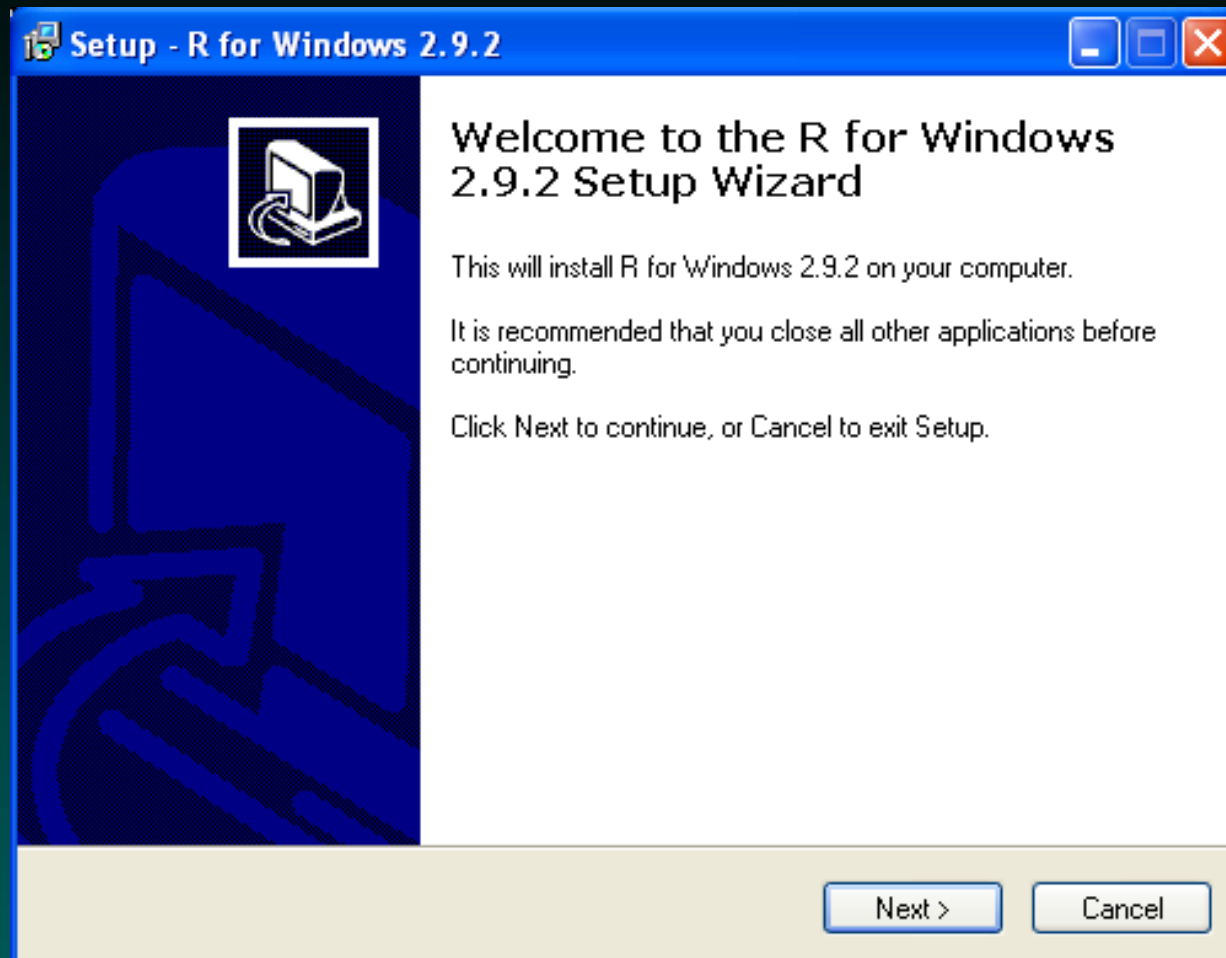 Setup - R for Windows 2.9.2
Welcome to the R for Windows
2.9.2 Setup Wizard
This will install R for Windows 2.9.2 on your computer.
It is recommended that you close all other applications before
continuing.
Click Next to continue, or Cancel to exit Setup.
Next >
Cancel